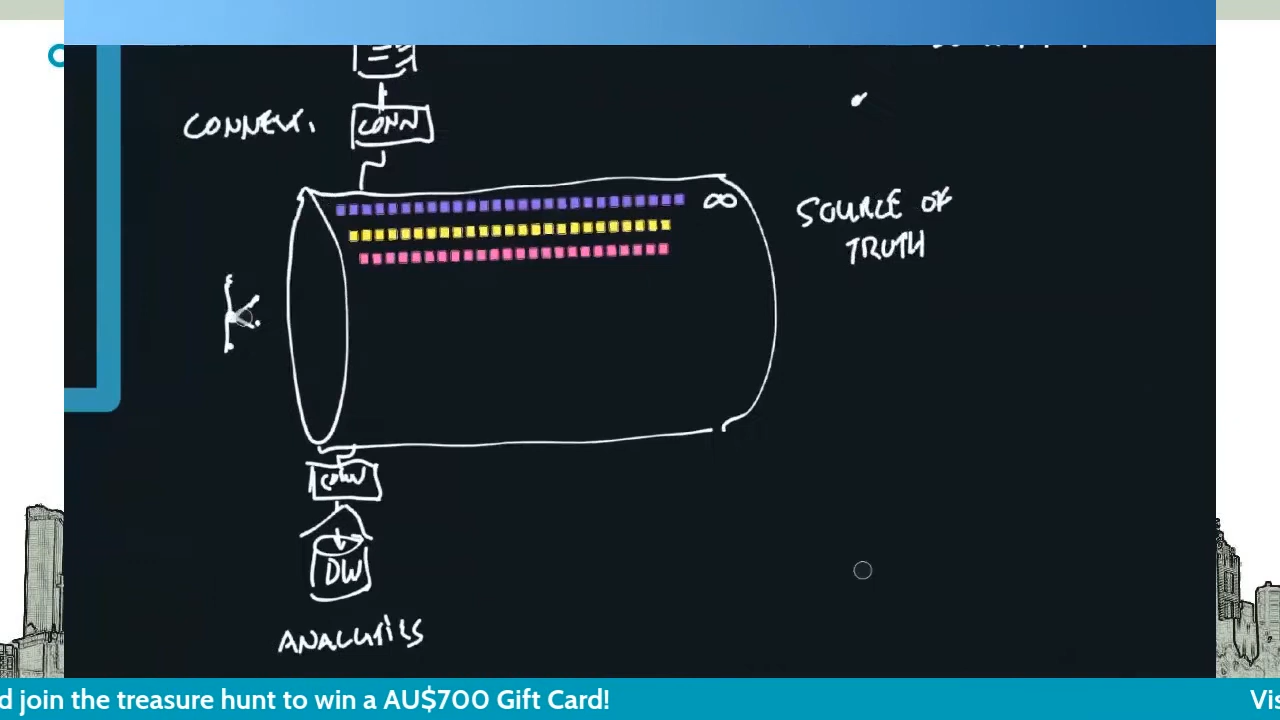 CONNECT.
CONN
∞
SOURCE OF
TRUTH
CONN
DW
ANALYTICS
d join the treasure hunt to win a AU$700 Gift Card!
Vis